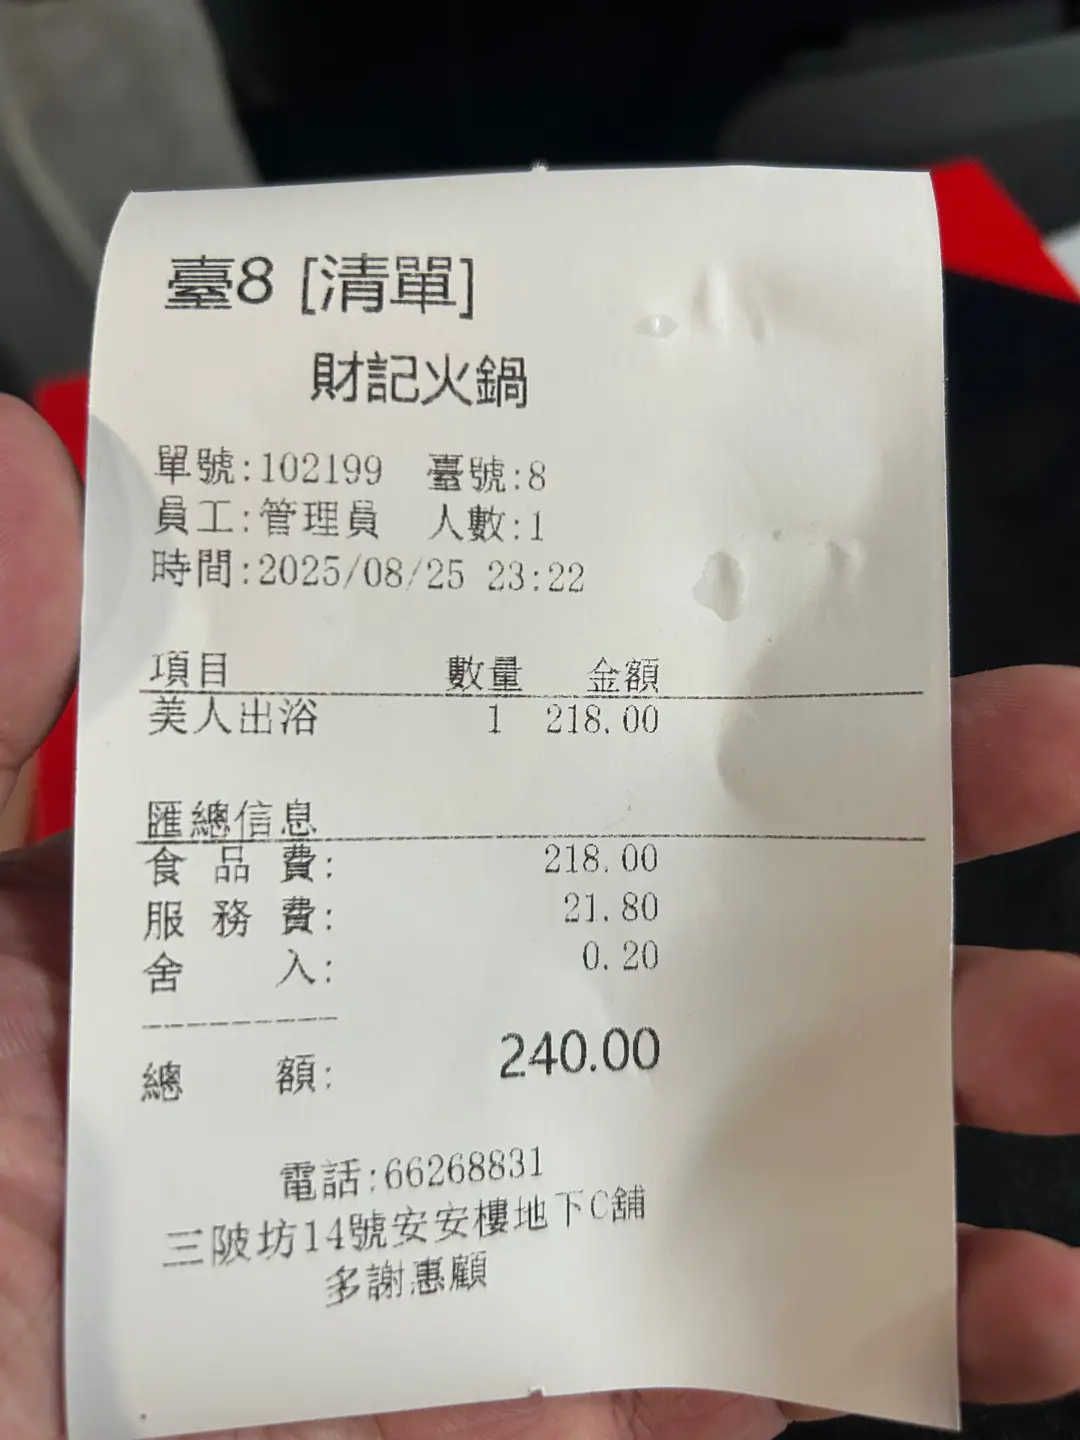 臺8 [清單]
財記火鍋
單號:102199 臺號:8
員工:管理員 人數:1
時間:2025/08/25 23:22
項目 數量 金額
美人出浴 1 218.00
匯總信息
食品費: 218.00
服務費: 21.80
舍入: 0.20
總額: 240.00
電話:66268831
三陂坊14號安安樓地下C舖
多謝惠顧